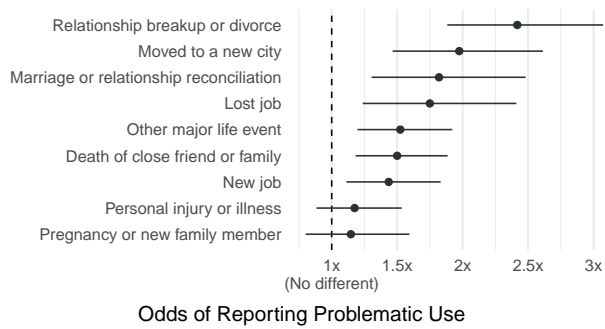 Relationship breakup or divorce
Moved to a new city
Marriage or relationship reconciliation
Lost job
Other major life event
Death of close friend or family
New job
Personal injury or illness
Pregnancy or new family member
1x 1.5x 2x 2.5x 3x
(No different)
Odds of Reporting Problematic Use